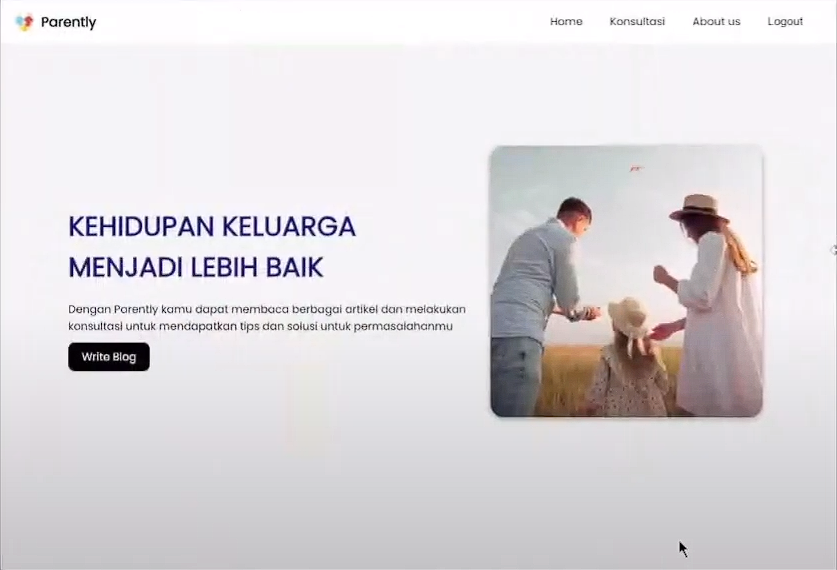 Parently
Home
Konsultasi
About us
Logout
KEHIDUPAN KELUARGA
MENJADI LEBIH BAIK
Dengan Parently kamu dapat membaca berbagai artikel dan melakukan
konsultasi untuk mendapatkan tips dan solusi untuk permasalahanmu
Write Blog